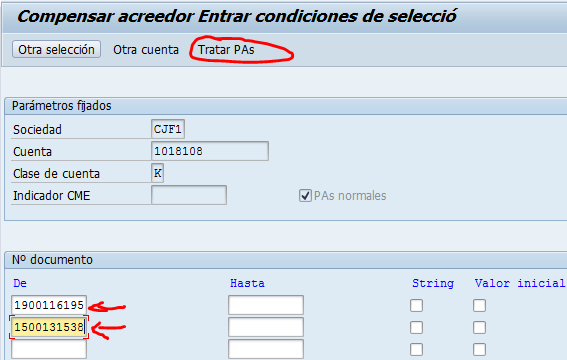 Compensar acreedor Entrar condiciones de selecció
Otra selección Otra cuenta Tratar PAs
Parámetros fijados
Sociedad CJF1
Cuenta 1018108
Clase de cuenta K
Indicador CME PAs normales
Nº documento
De Hasta String Valor inicial
1900116195
1500131538